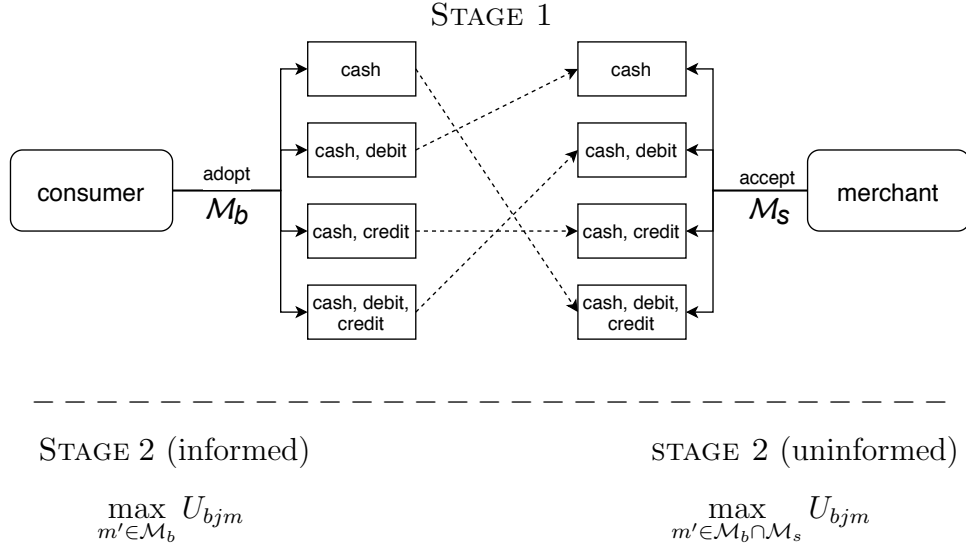 STAGE 1
cash
cash, debit
cash, credit
cash, debit,
credit
consumer
adopt
M_b
cash
cash, debit
cash, credit
cash, debit,
credit
accept
M_s
merchant
STAGE 2 (informed)
max_{m'∈M_b} U_{bjm}
STAGE 2 (uninformed)
max_{m'∈M_b∩M_s} U_{bjm}